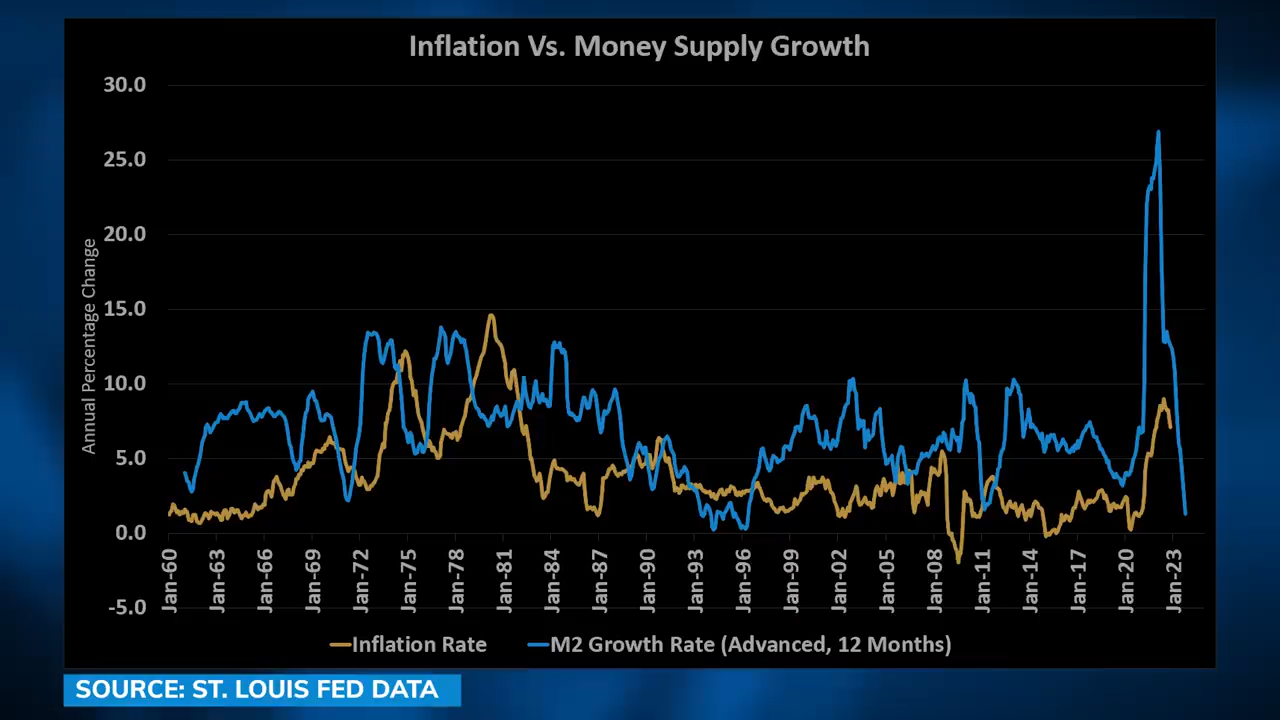 Inflation Vs. Money Supply Growth
Annual Percentage Change
30.0
25.0
20.0
15.0
10.0
5.0
0.0
-5.0
Jan-60
Jan-63
Jan-66
Jan-69
Jan-72
Jan-75
Jan-78
Jan-81
Jan-84
Jan-87
Jan-90
Jan-93
Jan-96
Jan-99
Jan-02
Jan-05
Jan-08
Jan-11
Jan-14
Jan-17
Jan-20
Jan-23
Inflation Rate
M2 Growth Rate (Advanced, 12 Months)
SOURCE: ST. LOUIS FED DATA